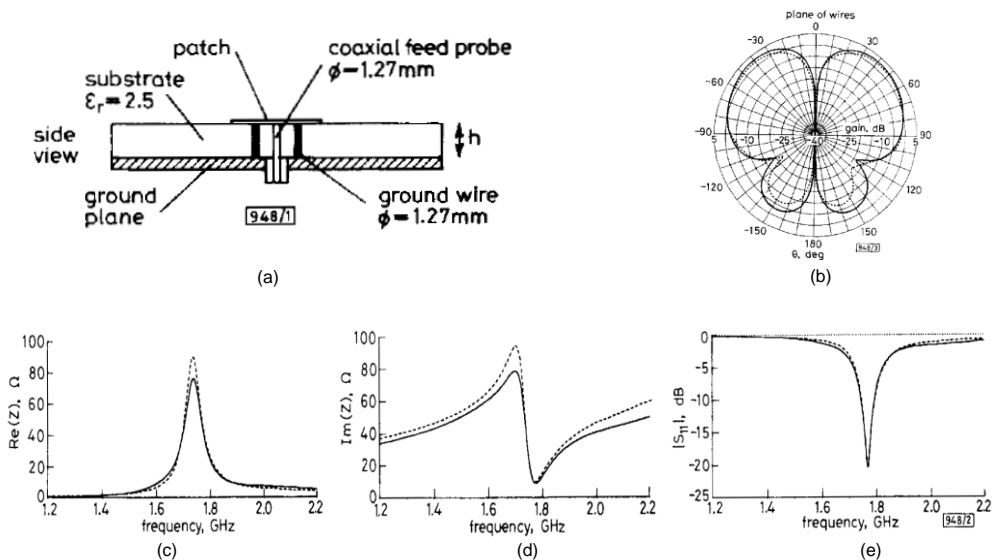 patch
coaxial feed probe
ϕ=1.27mm
substrate
εr=2.5
side
view
h
ground
plane
948/1
ground wire
ϕ=1.27mm
(a)
plane of wires
0
-30 30
-60 60
-90 90
gain, dB
5 -10 -25 -40 -25 -10 5
-120 120
-150 150
180
θ, deg
948/3
(b)
Re(Z), Ω
100
80
60
40
20
0
1.2 1.4 1.6 1.8 2.0 2.2
frequency, GHz
(c)
Im(Z), Ω
100
80
60
40
20
0
1.2 1.4 1.6 1.8 2.0 2.2
frequency, GHz
(d)
|S11|, dB
0
-5
-10
-15
-20
-25
1.2 1.4 1.6 1.8 2.0 2.2
frequency, GHz
948/2
(e)